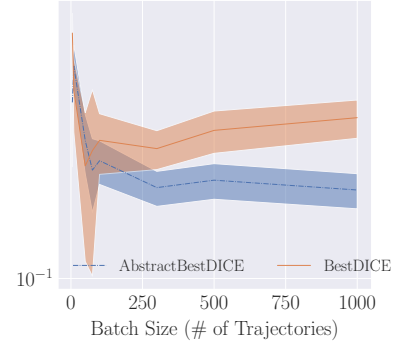 AbstractBestDICE BestDICE
10⁻¹
0 250 500 750 1000
Batch Size (# of Trajectories)